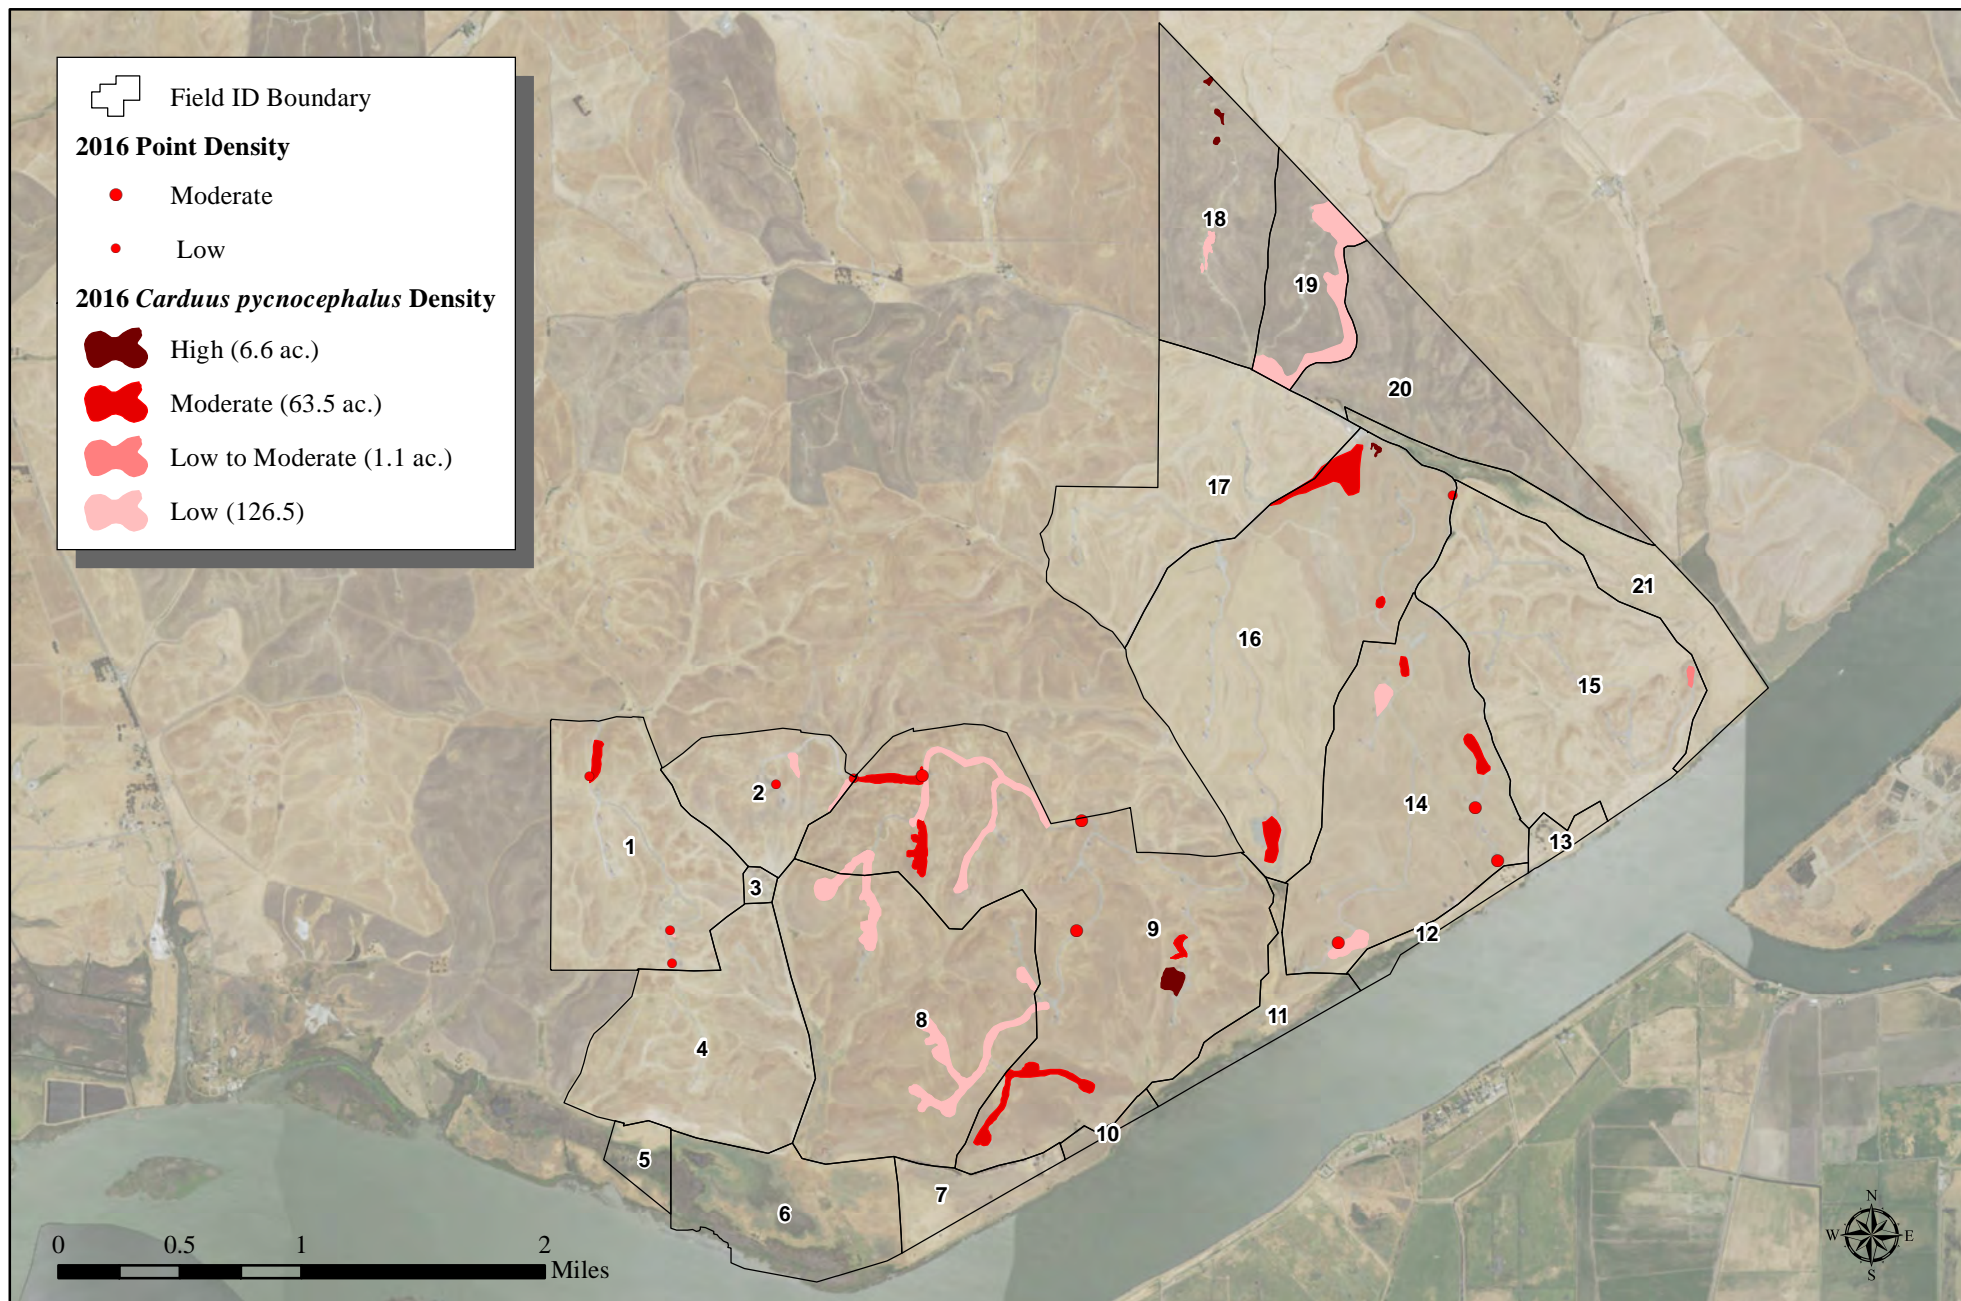 Field ID Boundary
2016 Point Density
Moderate
Low
2016 Carduus pycnocephalus Density
High (6.6 ac.)
Moderate (63.5 ac.)
Low to Moderate (1.1 ac.)
Low (126.5)
18
19
20
17
21
16
15
2
14
1
13
3
9
12
11
8
4
10
5
7
6
0 0.5 1 2
Miles
N
W E
S